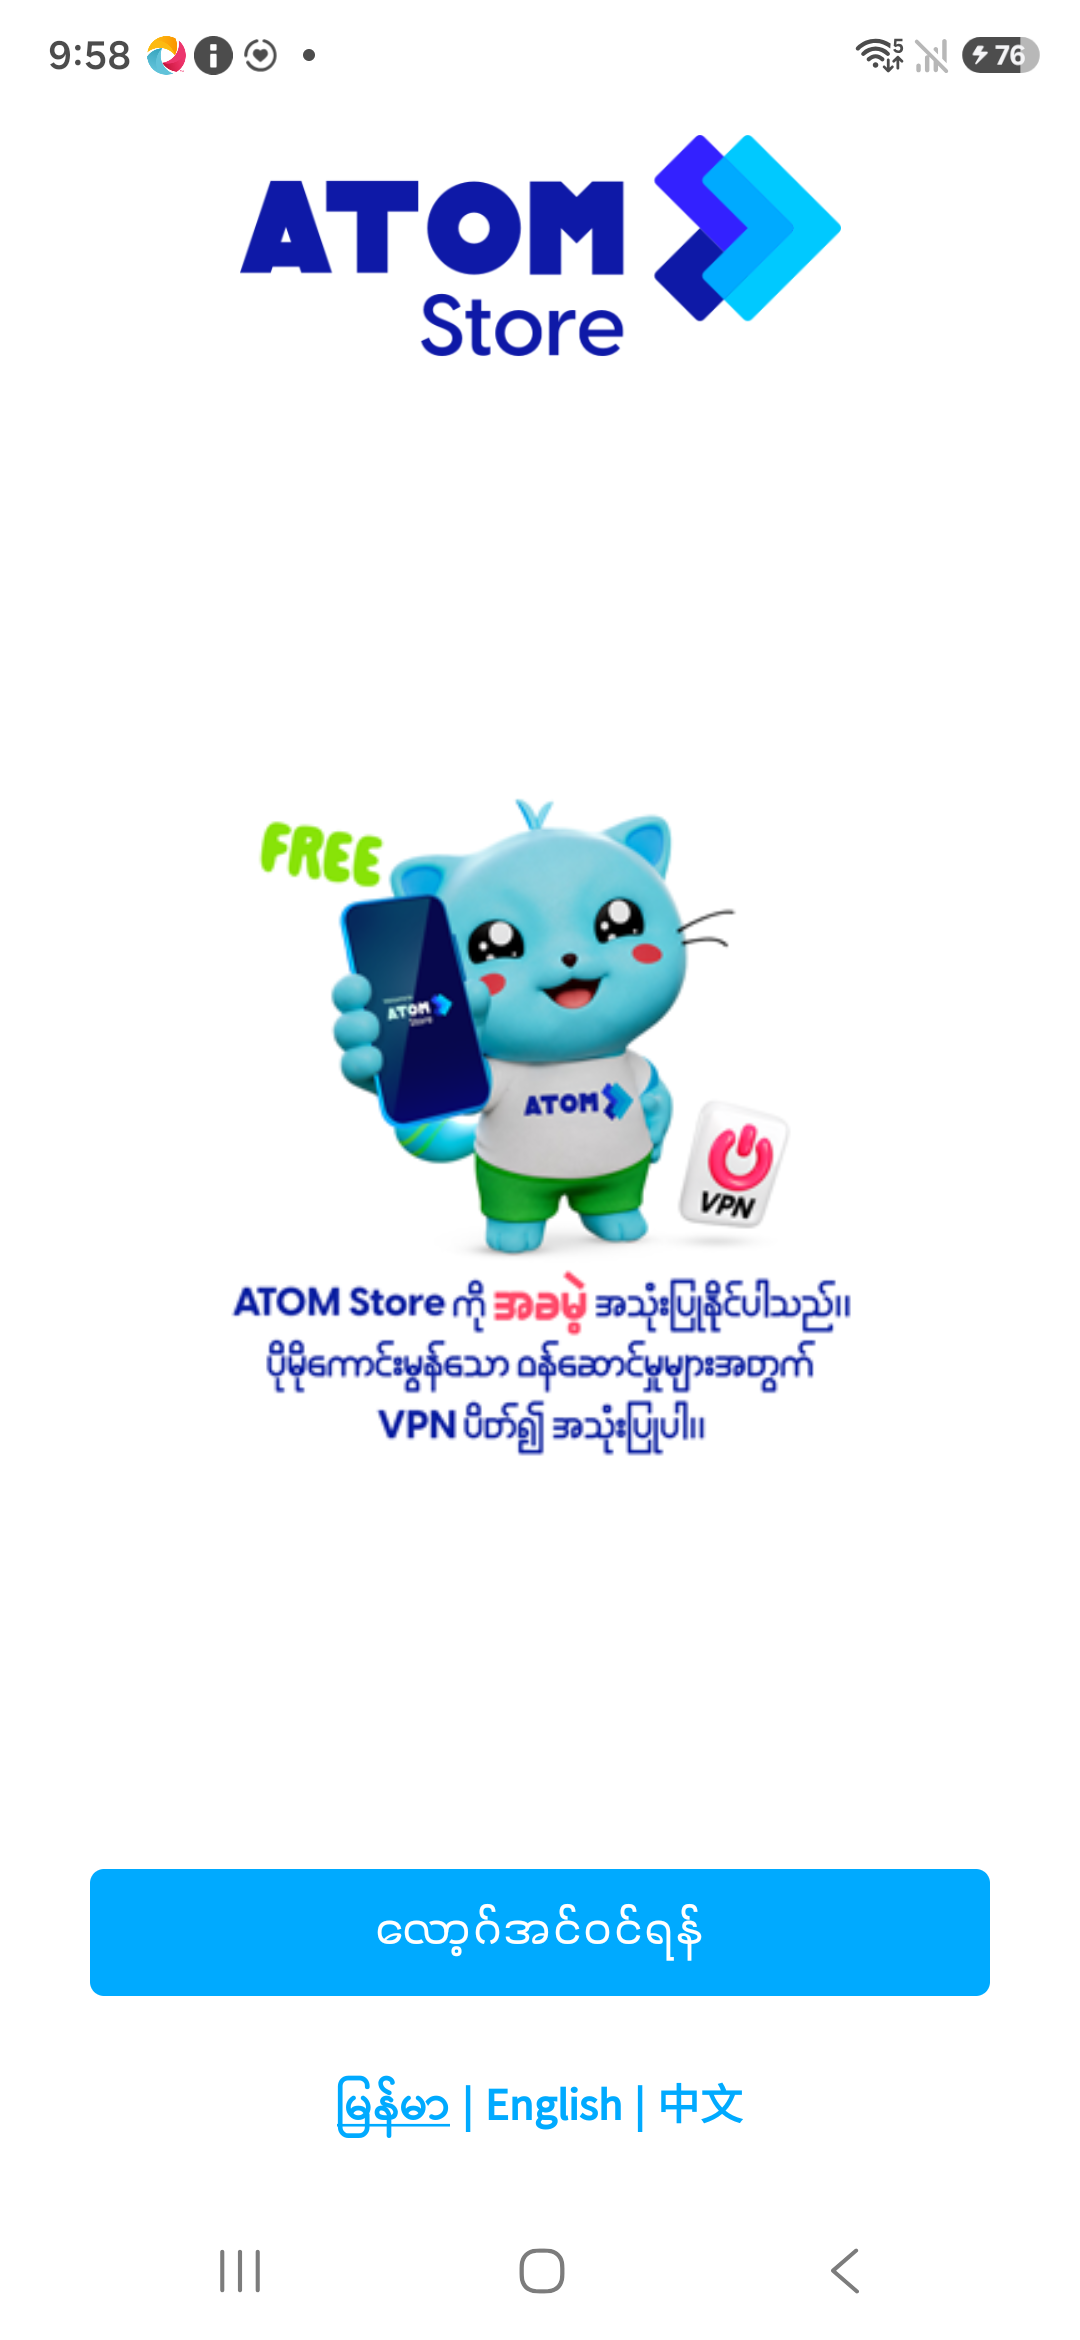 9:58
5
76
ATOM
Store
FREE
ATOM
Store
ATOM
VPN
ATOM Store ကို အခမဲ့ အသုံးပြုနိုင်ပါသည်။
ပိုမိုကောင်းမွန်သော ဝန်ဆောင်မှုများအတွက်
VPN ပိတ်၍ အသုံးပြုပါ။
လော့ဂ်အင်ဝင်ရန်
မြန်မာ | English | 中文